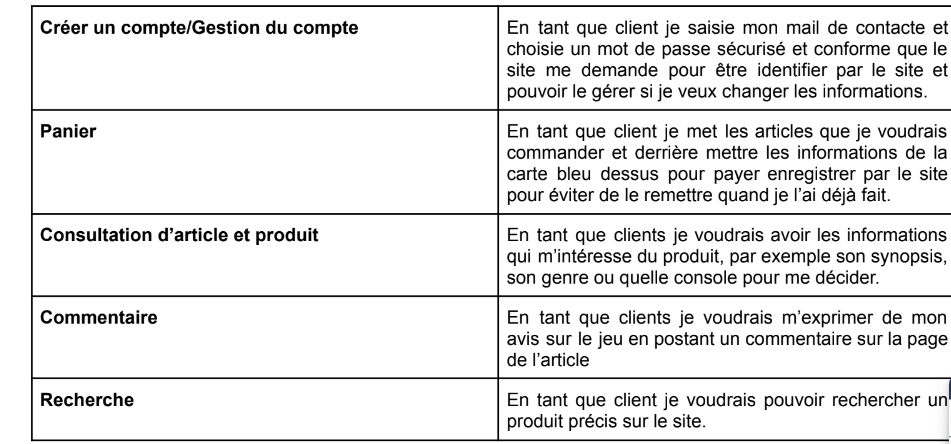 Créer un compte/Gestion du compte
En tant que client je saisie mon mail de contacte et
choisie un mot de passe sécurisé et conforme que le
site me demande pour être identifier par le site et
pouvoir le gérer si je veux changer les informations.
Panier
En tant que client je met les articles que je voudrais
commander et derrière mettre les informations de la
carte bleu dessus pour payer enregistrer par le site
pour éviter de le remettre quand je l'ai déjà fait.
Consultation d'article et produit
En tant que clients je voudrais avoir les informations
qui m'intéresse du produit, par exemple son synopsis,
son genre ou quelle console pour me décider.
Commentaire
En tant que clients je voudrais m'exprimer de mon
avis sur le jeu en postant un commentaire sur la page
de l'article
Recherche
En tant que client je voudrais pouvoir rechercher un
produit précis sur le site.